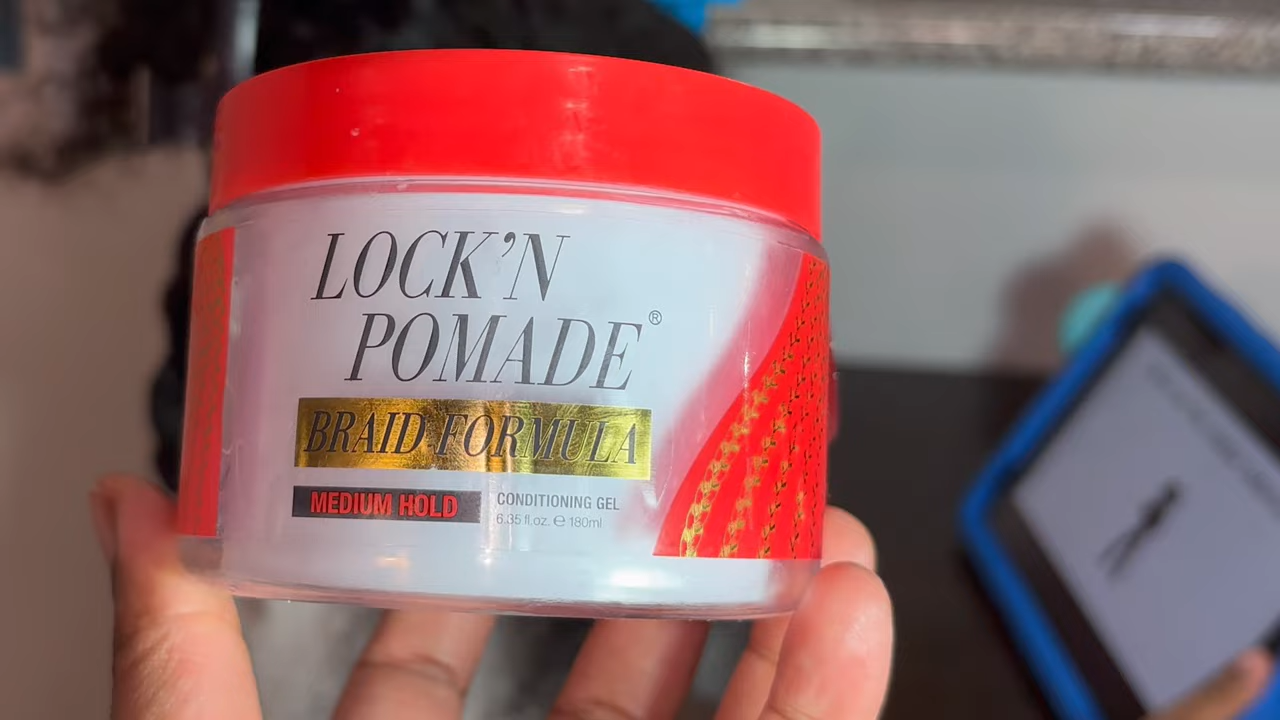 LOCK'N
POMADE®
BRAID FORMULA
MEDIUM HOLD
CONDITIONING GEL
6.35 fl.oz. ℮ 180ml